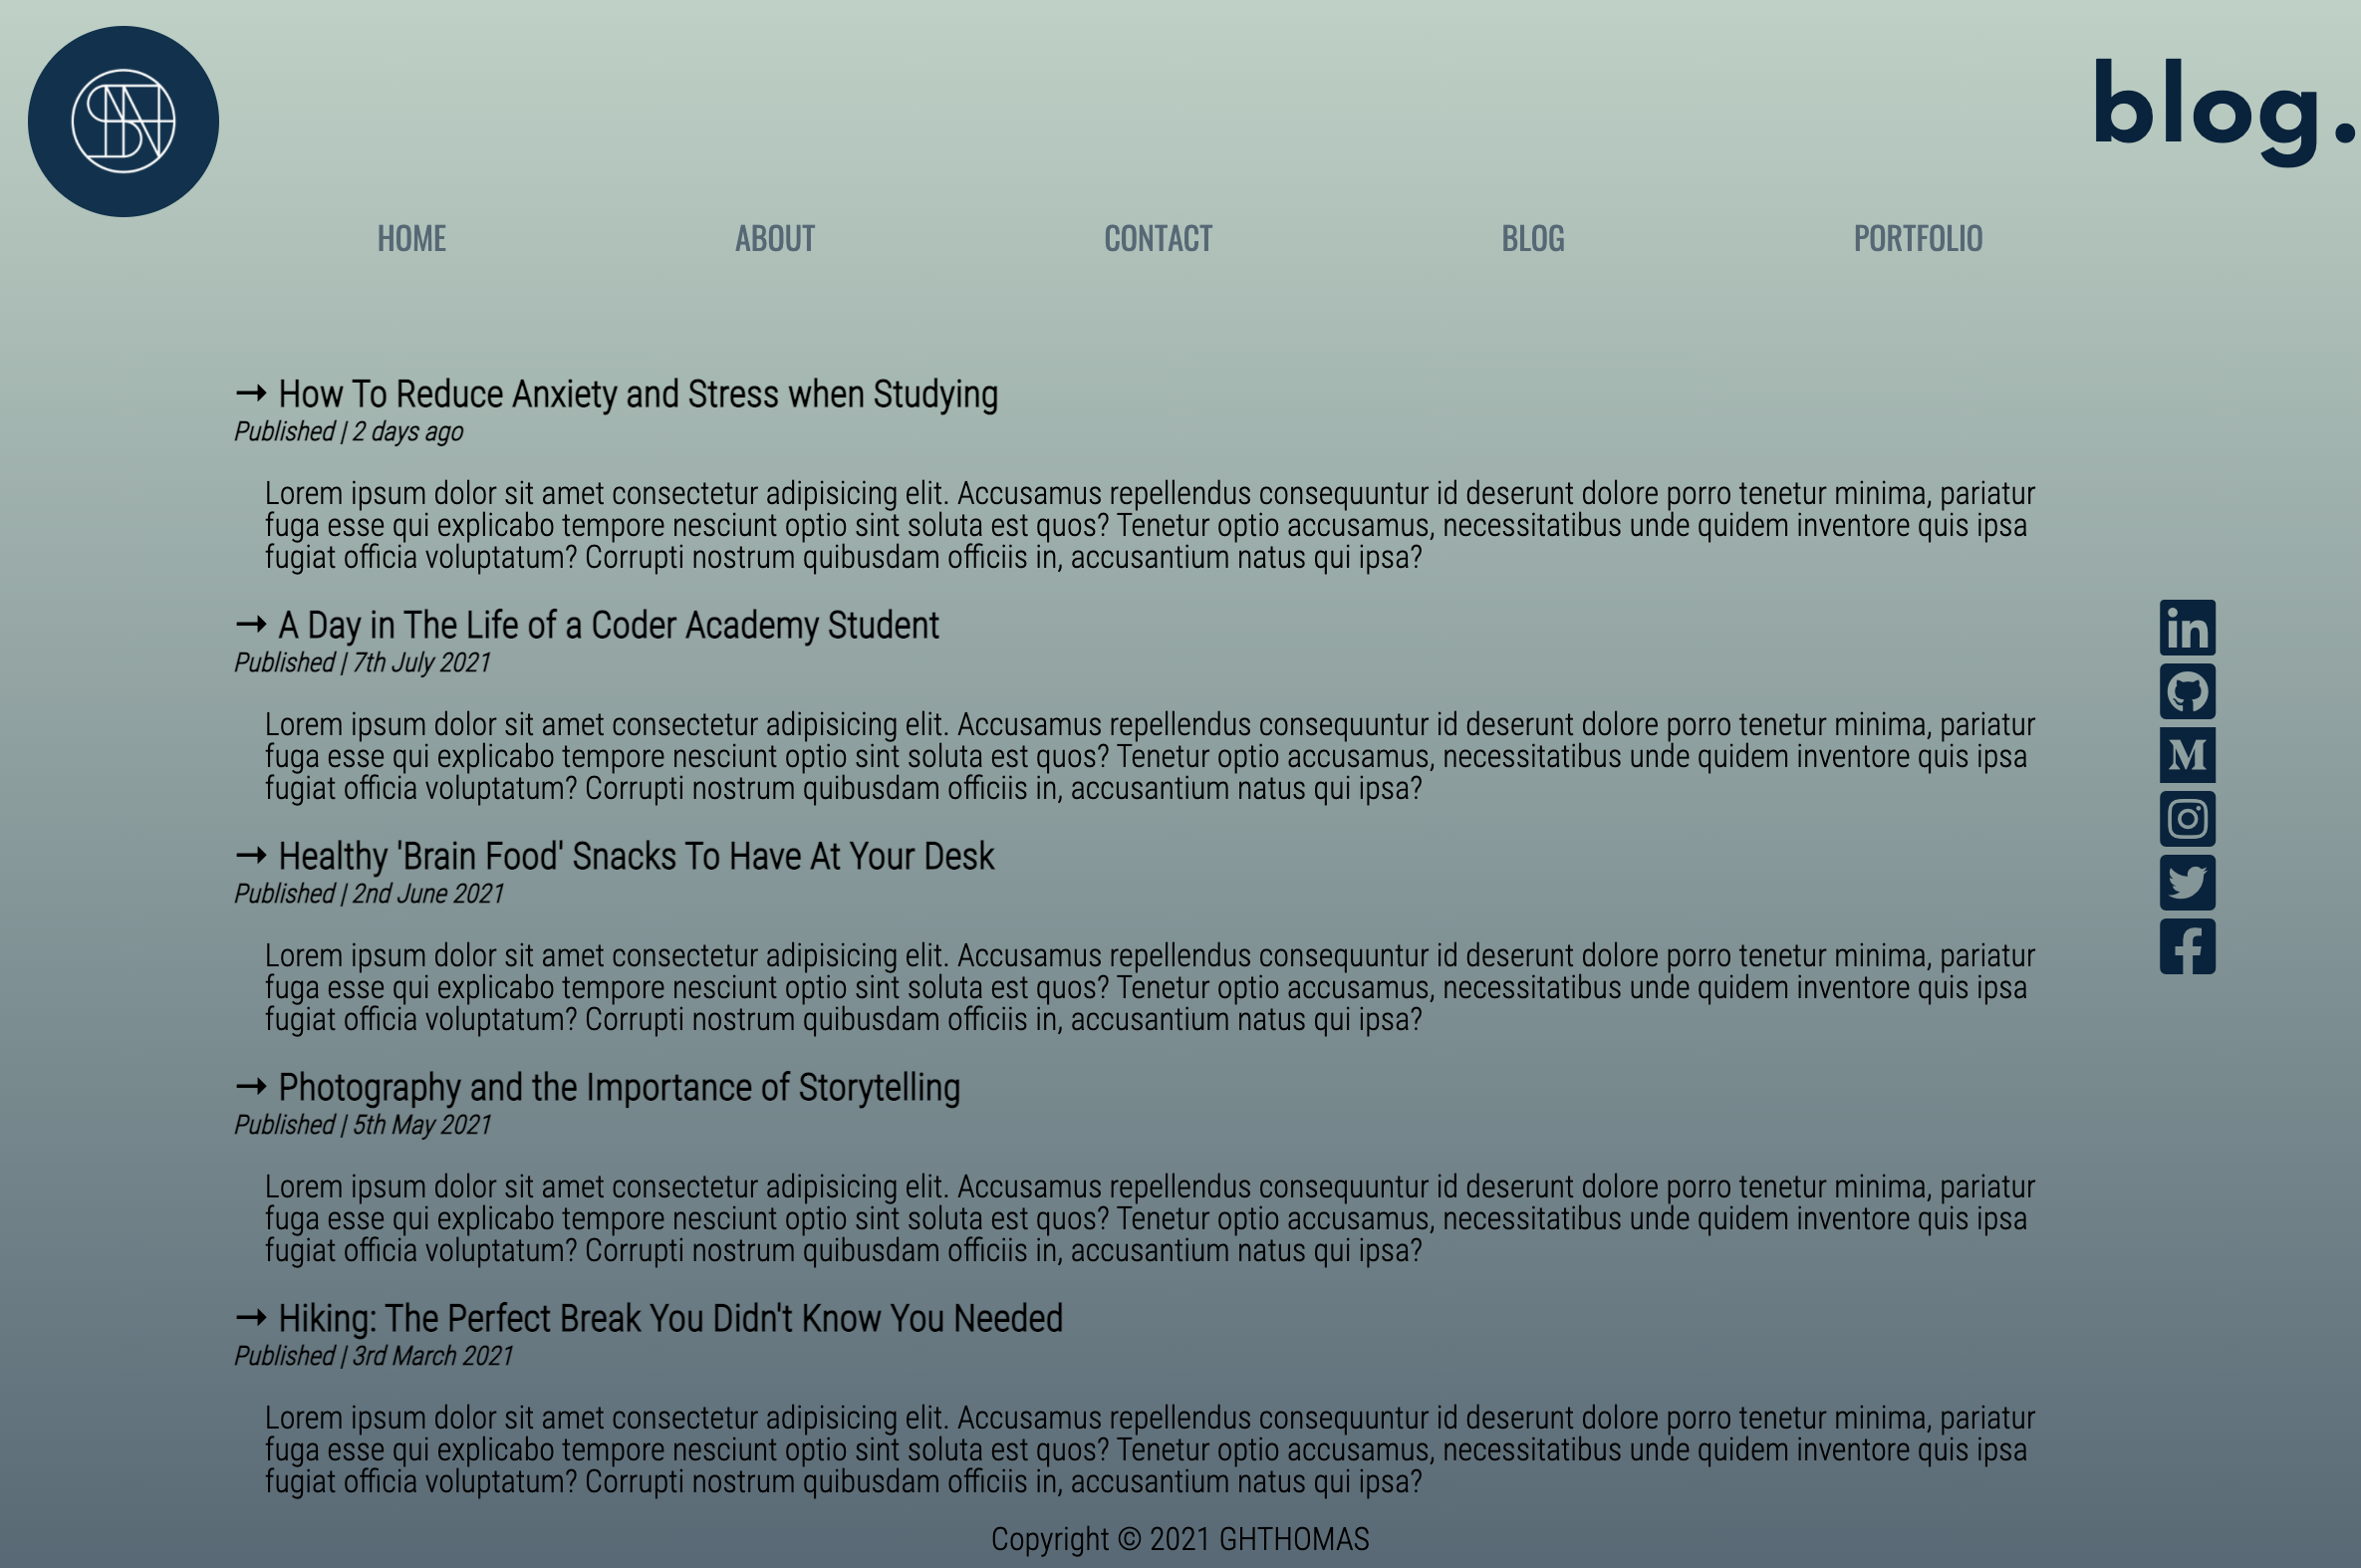 blog.
HOME ABOUT CONTACT BLOG PORTFOLIO
→ How To Reduce Anxiety and Stress when Studying
Published | 2 days ago
Lorem ipsum dolor sit amet consectetur adipisicing elit. Accusamus repellendus consequuntur id deserunt dolore porro tenetur minima, pariatur
fuga esse qui explicabo tempore nesciunt optio sint soluta est quos? Tenetur optio accusamus, necessitatibus unde quidem inventore quis ipsa
fugiat officia voluptatum? Corrupti nostrum quibusdam officiis in, accusantium natus qui ipsa?
→ A Day in The Life of a Coder Academy Student
Published | 7th July 2021
Lorem ipsum dolor sit amet consectetur adipisicing elit. Accusamus repellendus consequuntur id deserunt dolore porro tenetur minima, pariatur
fuga esse qui explicabo tempore nesciunt optio sint soluta est quos? Tenetur optio accusamus, necessitatibus unde quidem inventore quis ipsa
fugiat officia voluptatum? Corrupti nostrum quibusdam officiis in, accusantium natus qui ipsa?
→ Healthy 'Brain Food' Snacks To Have At Your Desk
Published | 2nd June 2021
Lorem ipsum dolor sit amet consectetur adipisicing elit. Accusamus repellendus consequuntur id deserunt dolore porro tenetur minima, pariatur
fuga esse qui explicabo tempore nesciunt optio sint soluta est quos? Tenetur optio accusamus, necessitatibus unde quidem inventore quis ipsa
fugiat officia voluptatum? Corrupti nostrum quibusdam officiis in, accusantium natus qui ipsa?
→ Photography and the Importance of Storytelling
Published | 5th May 2021
Lorem ipsum dolor sit amet consectetur adipisicing elit. Accusamus repellendus consequuntur id deserunt dolore porro tenetur minima, pariatur
fuga esse qui explicabo tempore nesciunt optio sint soluta est quos? Tenetur optio accusamus, necessitatibus unde quidem inventore quis ipsa
fugiat officia voluptatum? Corrupti nostrum quibusdam officiis in, accusantium natus qui ipsa?
→ Hiking: The Perfect Break You Didn't Know You Needed
Published | 3rd March 2021
Lorem ipsum dolor sit amet consectetur adipisicing elit. Accusamus repellendus consequuntur id deserunt dolore porro tenetur minima, pariatur
fuga esse qui explicabo tempore nesciunt optio sint soluta est quos? Tenetur optio accusamus, necessitatibus unde quidem inventore quis ipsa
fugiat officia voluptatum? Corrupti nostrum quibusdam officiis in, accusantium natus qui ipsa?
Copyright © 2021 GHTHOMAS